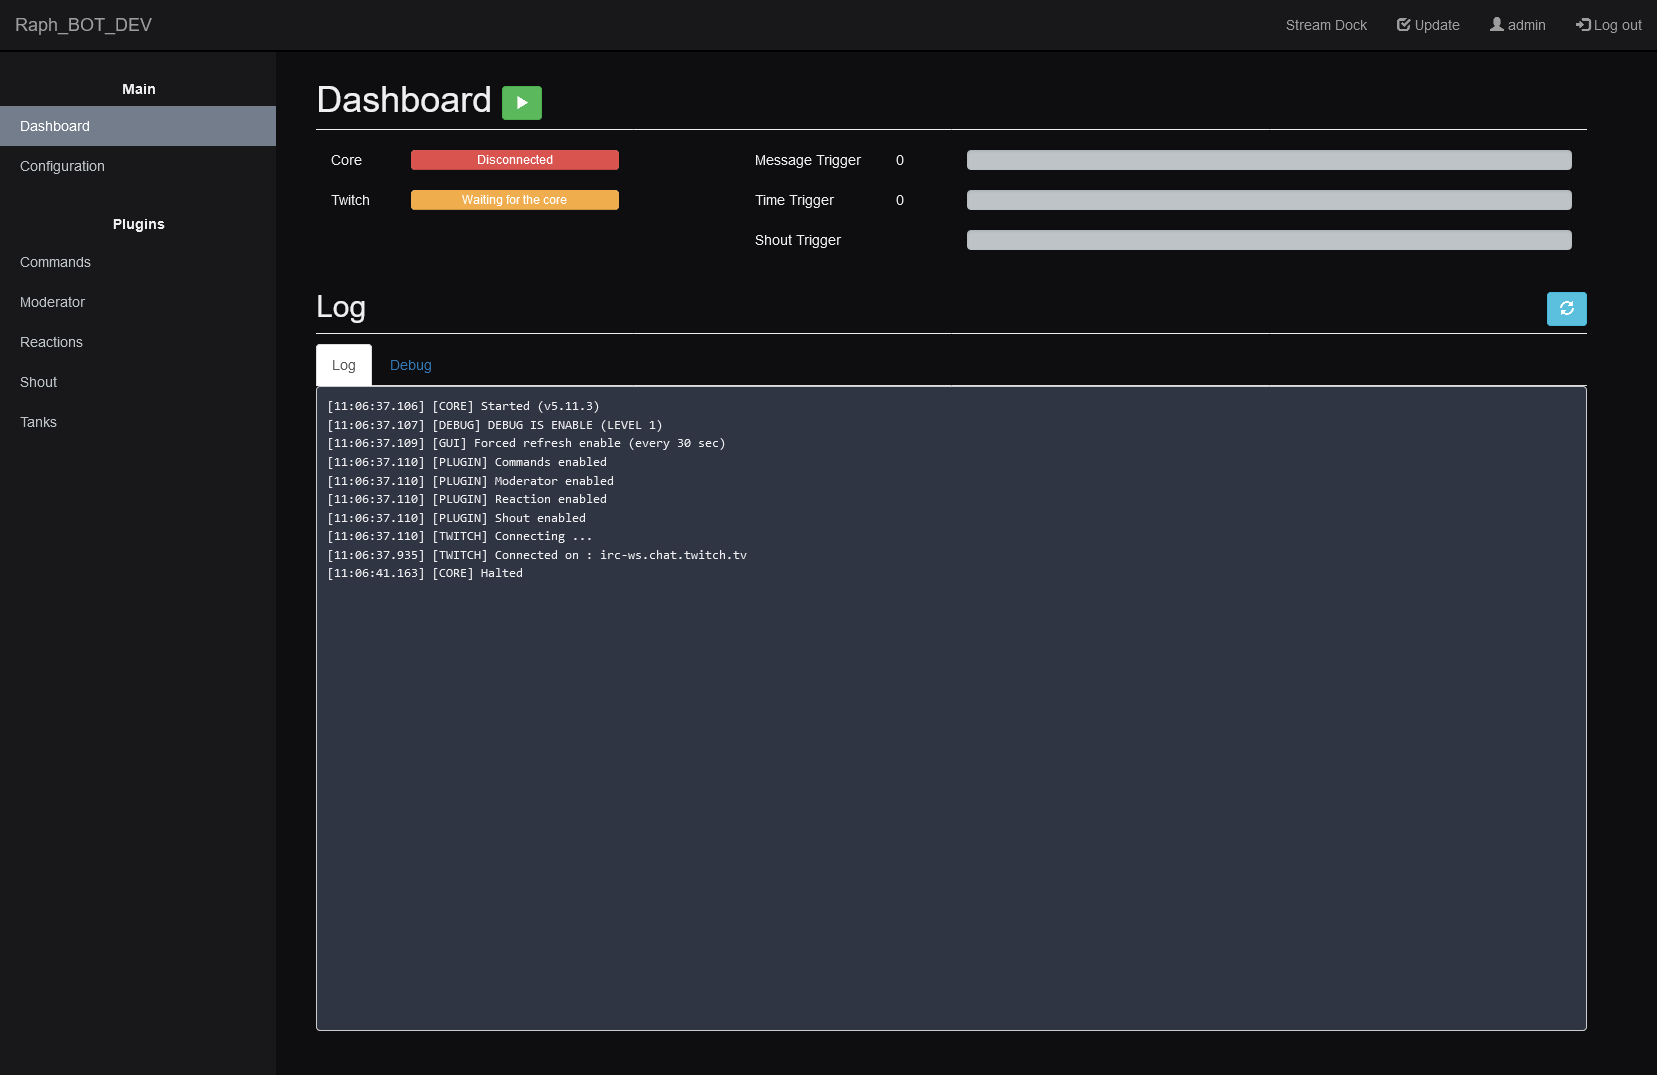 Raph_BOT_DEV
Stream Dock
Update
admin
Log out
Main
Dashboard
Configuration
Plugins
Commands
Moderator
Reactions
Shout
Tanks
Dashboard
Core Disconnected
Twitch Waiting for the core
Message Trigger 0
Time Trigger 0
Shout Trigger
Log
Log Debug
[11:06:37.106] [CORE] Started (v5.11.3)
[11:06:37.107] [DEBUG] DEBUG IS ENABLE (LEVEL 1)
[11:06:37.109] [GUI] Forced refresh enable (every 30 sec)
[11:06:37.110] [PLUGIN] Commands enabled
[11:06:37.110] [PLUGIN] Moderator enabled
[11:06:37.110] [PLUGIN] Reaction enabled
[11:06:37.110] [PLUGIN] Shout enabled
[11:06:37.110] [TWITCH] Connecting ...
[11:06:37.935] [TWITCH] Connected on : irc-ws.chat.twitch.tv
[11:06:41.163] [CORE] Halted